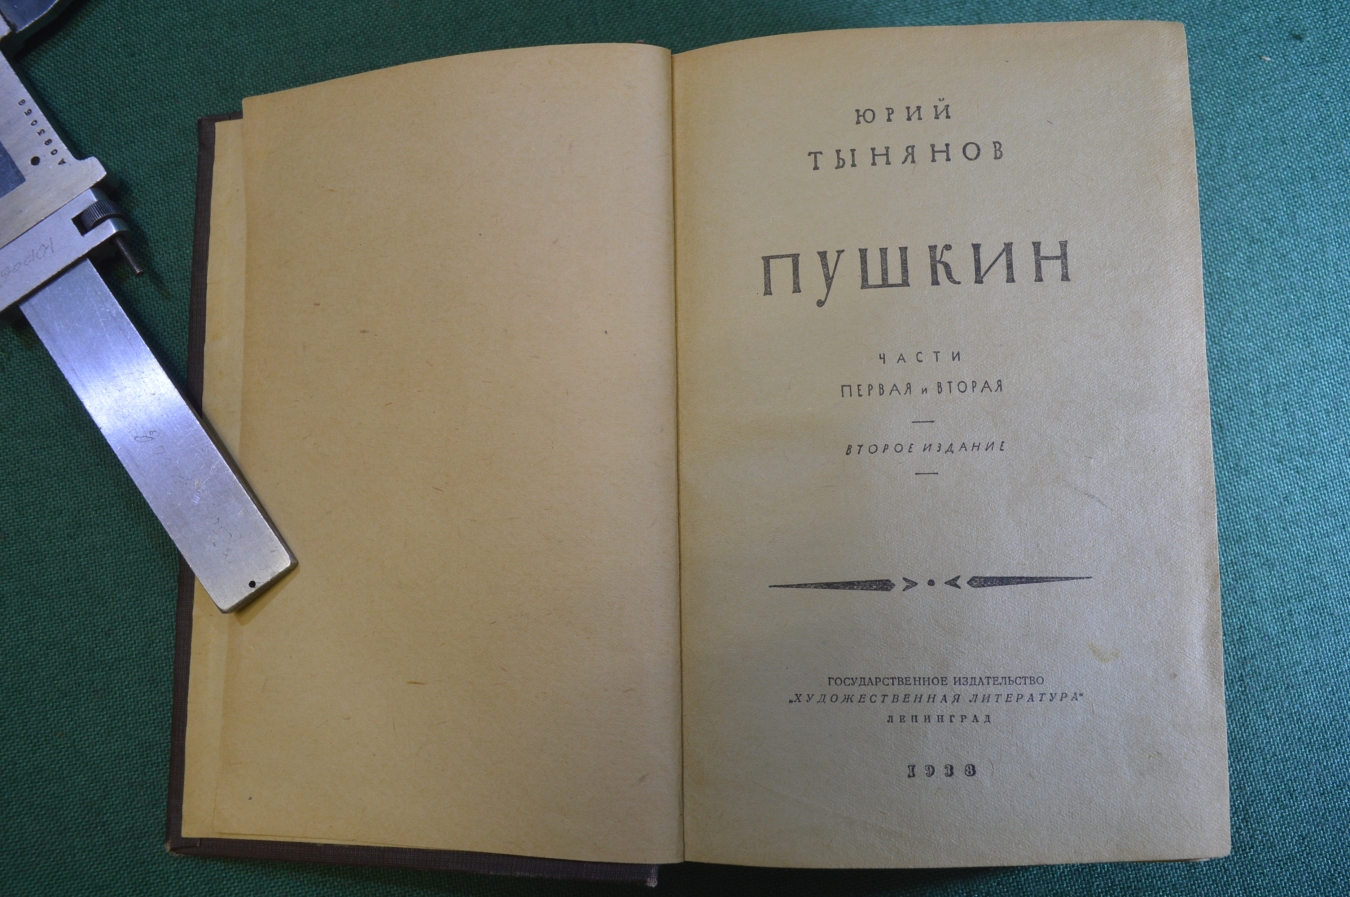 ЮРИЙ
ТЫНЯНОВ
ПУШКИН
ЧАСТИ
ПЕРВАЯ и ВТОРАЯ
ВТОРОЕ ИЗДАНИЕ
ГОСУДАРСТВЕННОЕ ИЗДАТЕЛЬСТВО
„ХУДОЖЕСТВЕННАЯ ЛИТЕРАТУРА“
ЛЕНИНГРАД
1938